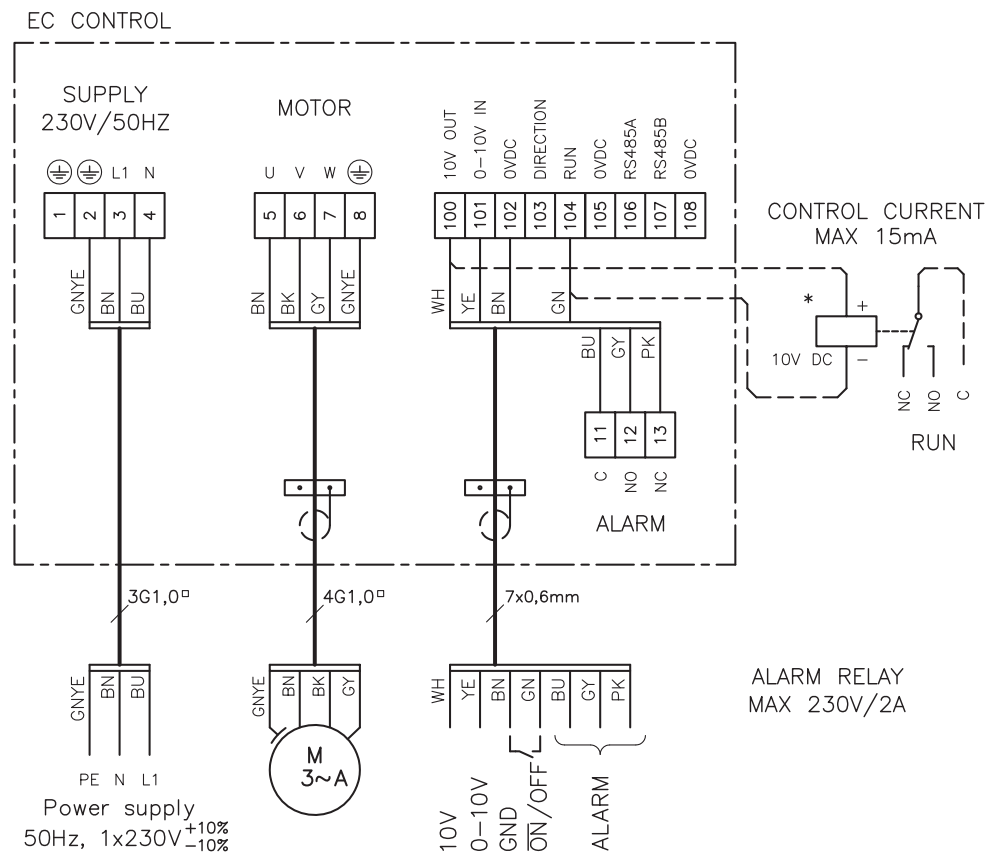 EC CONTROL
SUPPLY
230V/50HZ
MOTOR
10V OUT
0-10V IN
0VDC
DIRECTION
RUN
0VDC
RS485A
RS485B
0VDC
L1 N
U V W
1 2 3 4
5 6 7 8
100 101 102 103 104 105 106 107 108
CONTROL CURRENT
MAX 15mA
GNYE BN BU
BN BK GY GNYE
WH YE BN GN
* +
10V DC −
NC NO C
RUN
BU GY PK
11 12 13
C NO NC
ALARM
3G1,0□
4G1,0□
7x0,6mm
GNYE BN BU
GNYE BN BK GY
WH YE BN GN BU GY PK
ALARM RELAY
MAX 230V/2A
M
3~A
PE N L1
Power supply
50Hz, 1x230V +10%
−10%
10V
0-10V
GND
ON/OFF
ALARM